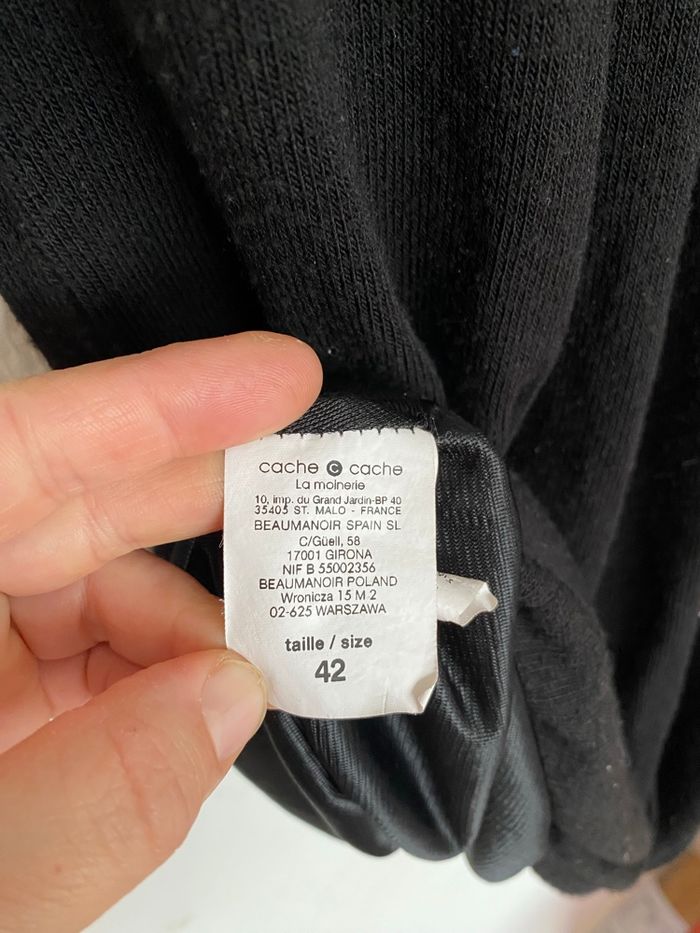 cache c cache
La moinerie
10, imp. du Grand Jardin-BP 40
35405 ST. MALO - FRANCE
BEAUMANOIR SPAIN SL
C/Güell, 58
17001 GIRONA
NIF B 55002356
BEAUMANOIR POLAND
Wronicza 15 M 2
02-625 WARSZAWA
taille / size
42